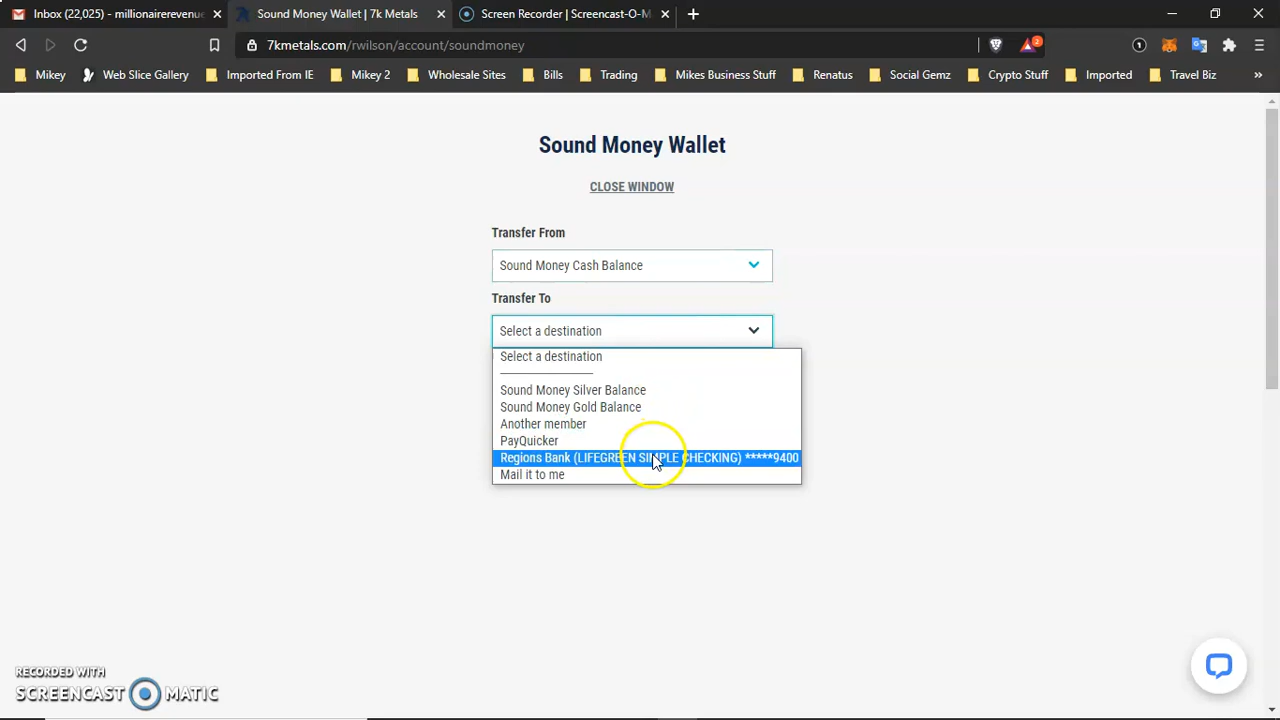 Inbox (22,025) - millionairerevenue
Sound Money Wallet | 7k Metals
Screen Recorder | Screencast-O-M
7kmetals.com/rwilson/account/soundmoney
2
1
Mikey
Web Slice Gallery
Imported From IE
Mikey 2
Wholesale Sites
Bills
Trading
Mikes Business Stuff
Renatus
Social Gemz
Crypto Stuff
Imported
Travel Biz
»
Sound Money Wallet
CLOSE WINDOW
Transfer From
Sound Money Cash Balance
Transfer To
Select a destination
Select a destination
Sound Money Silver Balance
Sound Money Gold Balance
Another member
PayQuicker
Regions Bank (LIFEGREEN SIMPLE CHECKING) *****9400
Mail it to me
RECORDED WITH
SCREENCAST MATIC